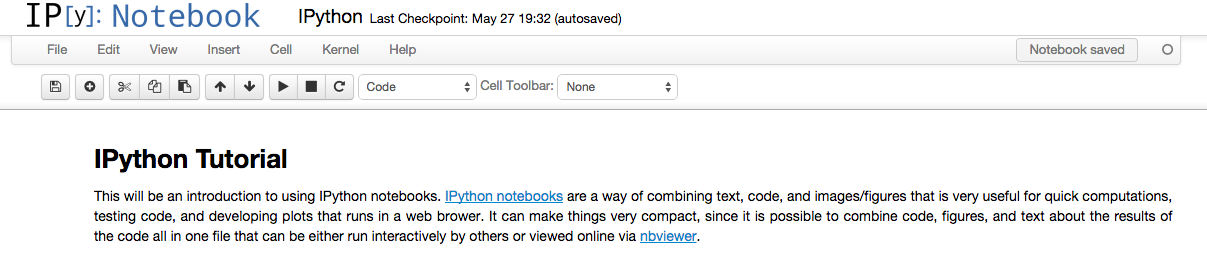 IP[y]: Notebook IPython Last Checkpoint: May 27 19:32 (autosaved)
File Edit View Insert Cell Kernel Help Notebook saved
Code Cell Toolbar: None
IPython Tutorial
This will be an introduction to using IPython notebooks. IPython notebooks are a way of combining text, code, and images/figures that is very useful for quick computations,
testing code, and developing plots that runs in a web brower. It can make things very compact, since it is possible to combine code, figures, and text about the results of
the code all in one file that can be either run interactively by others or viewed online via nbviewer.